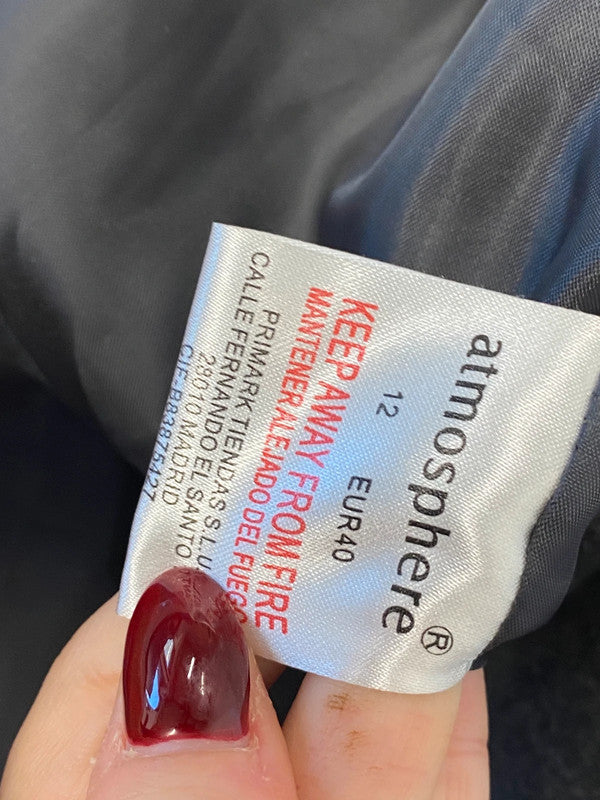 atmosphere®
12 EUR40
KEEP AWAY FROM FIRE
MANTENER ALEJADO DEL FUEGO
PRIMARK TIENDAS S.L.U
CALLE FERNANDO EL SANTO
28010 MADRID
CIF-B83875427